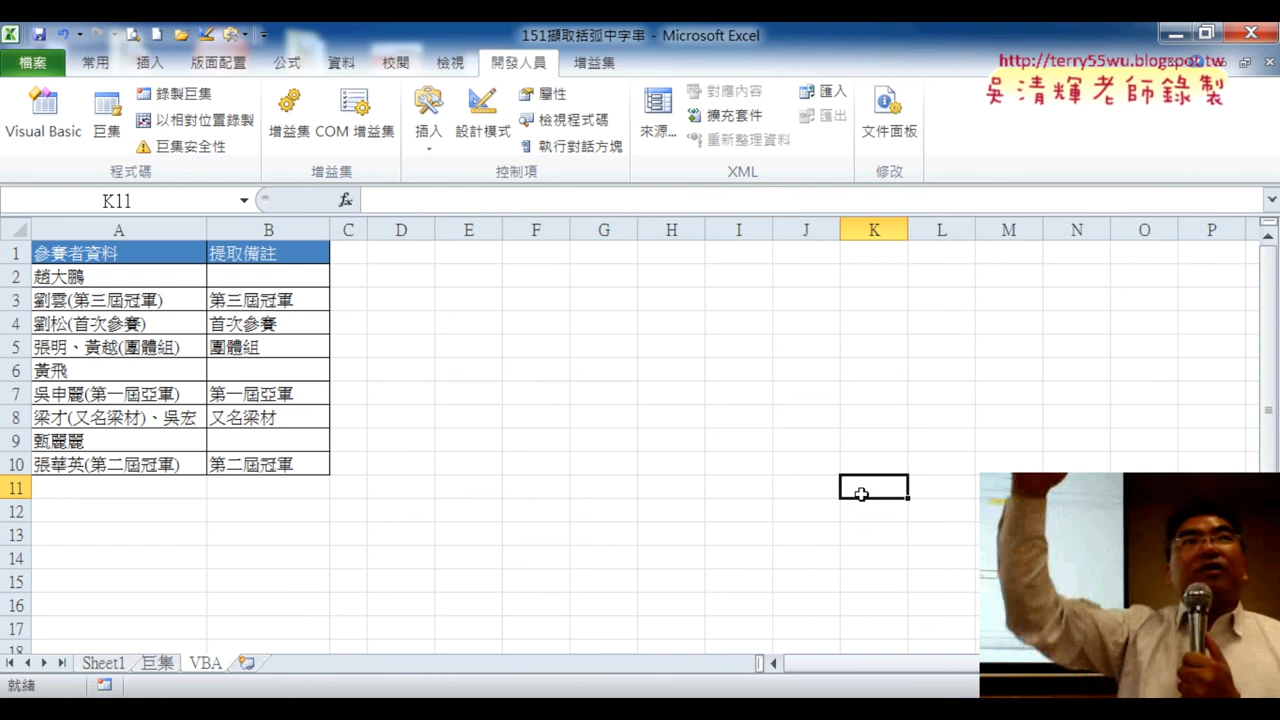 151擷取括弧中字串 - Microsoft Excel
http://terry55wu.blogspot.tw
吳清輝老師錄製
檔案 常用 插入 版面配置 公式 資料 校閱 檢視 開發人員 增益集
Visual Basic 巨集 錄製巨集 以相對位置錄製 巨集安全性 程式碼
增益集 COM 增益集 增益集
插入 設計模式 屬性 檢視程式碼 執行對話方塊 控制項
來源... 對應內容 擴充套件 重新整理資料 匯入 匯出 XML
文件面板 修改
K11 fx
A B C D E F G H I J K L M N O P
1 參賽者資料 提取備註
2 趙大鵬
3 劉雲(第三屆冠軍) 第三屆冠軍
4 劉松(首次參賽) 首次參賽
5 張明、黃越(團體組) 團體組
6 黃飛
7 吳申麗(第一屆亞軍) 第一屆亞軍
8 梁才(又名梁材)、吳宏 又名梁材
9 甄麗麗
10 張華英(第二屆冠軍) 第二屆冠軍
11
12
13
14
15
16
17
18
Sheet1 巨集 VBA
就緒